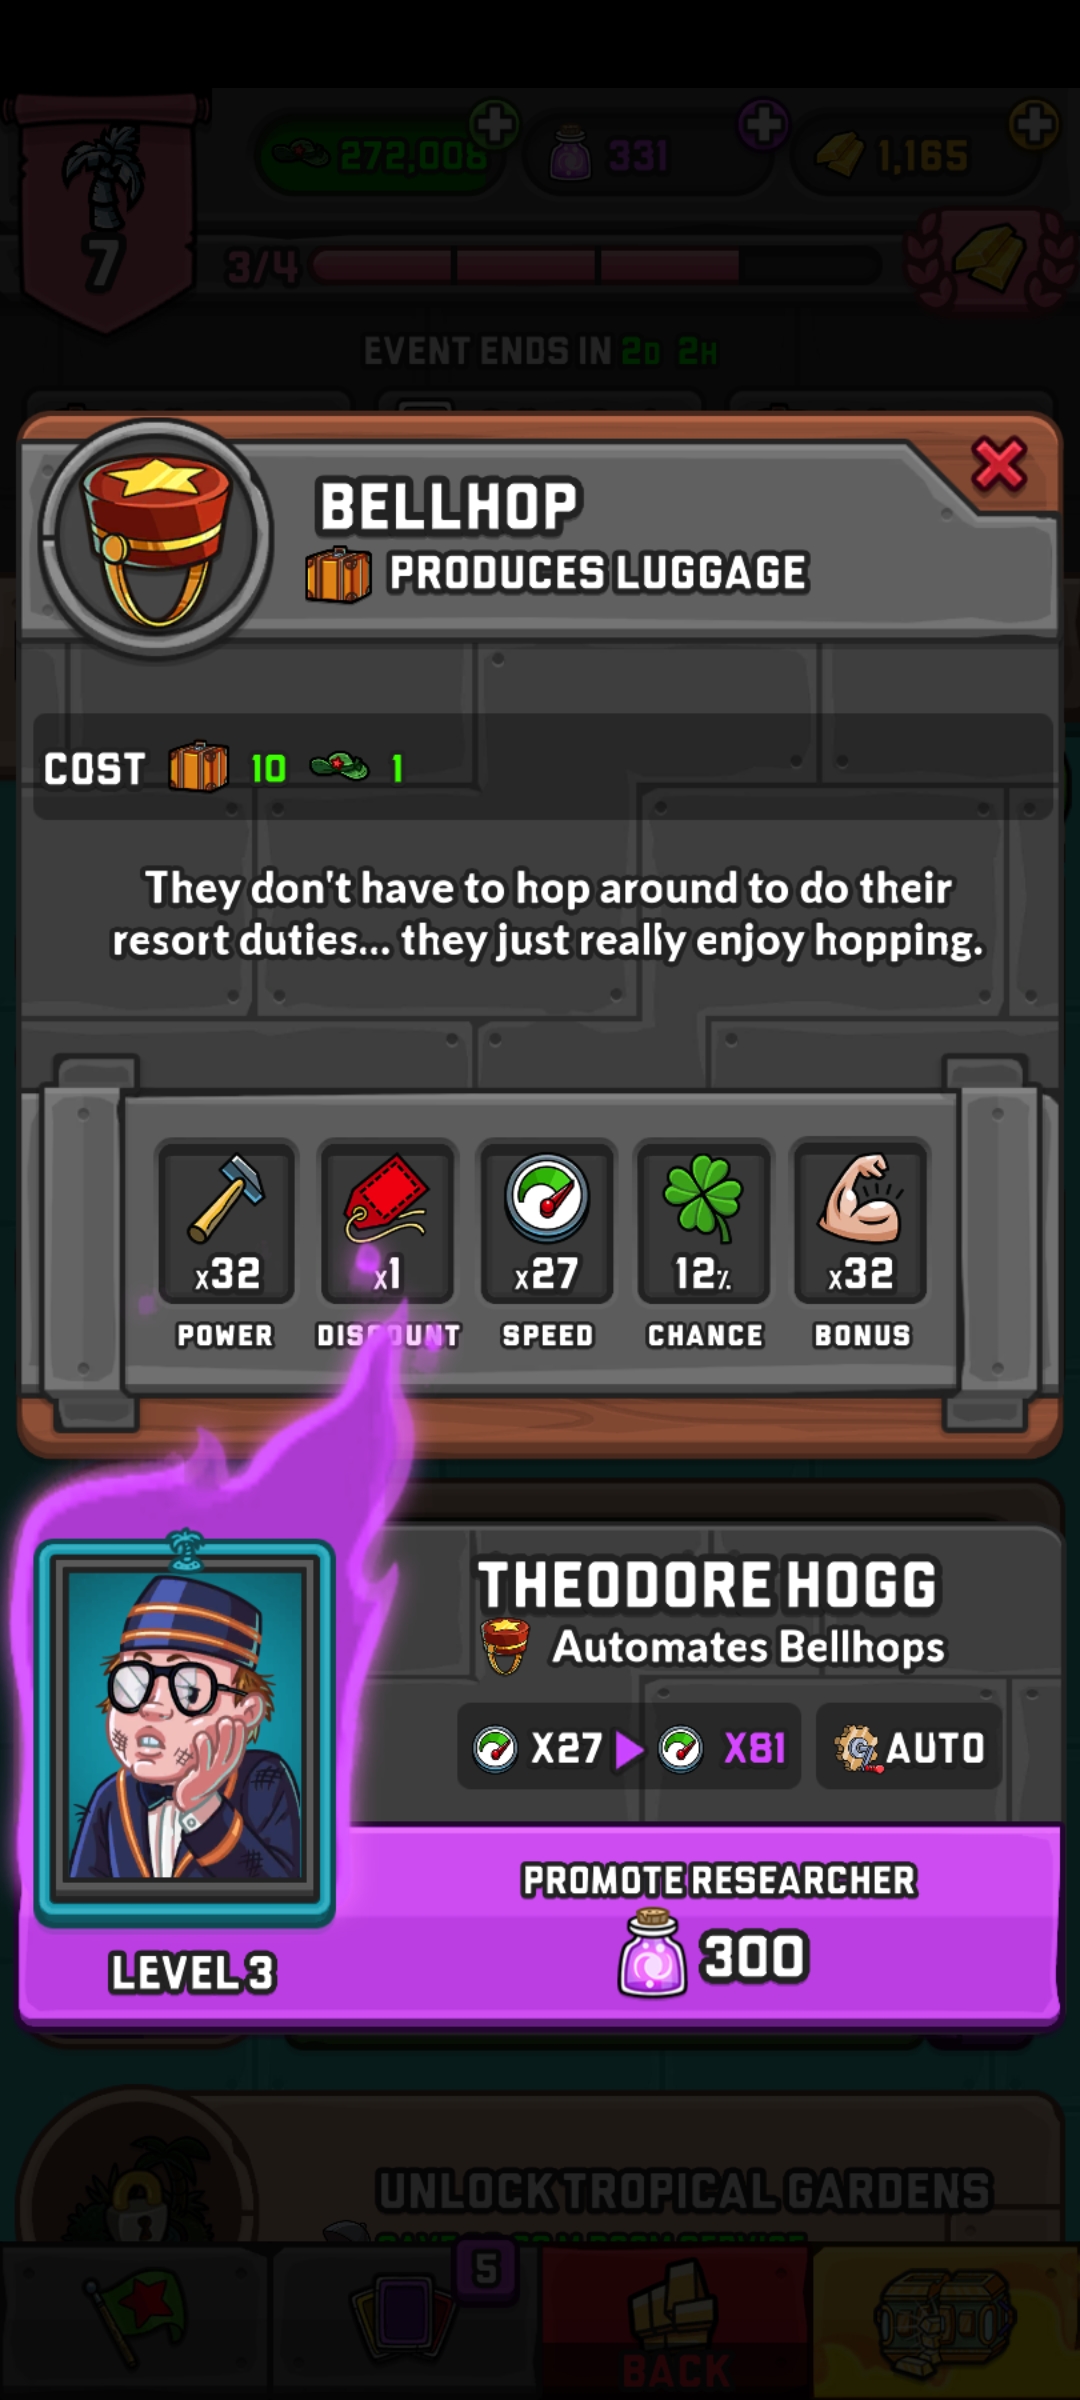 272,008
331
1,165
7
3/4
EVENT ENDS IN 2D 2H
BELLHOP
PRODUCES LUGGAGE
COST 10 1
They don't have to hop around to do their
resort duties... they just really enjoy hopping.
x32 x1 x27 12% x32
POWER DISCOUNT SPEED CHANCE BONUS
THEODORE HOGG
Automates Bellhops
X27 X81 AUTO
PROMOTE RESEARCHER
300
LEVEL 3
UNLOCK TROPICAL GARDENS
5
BACK